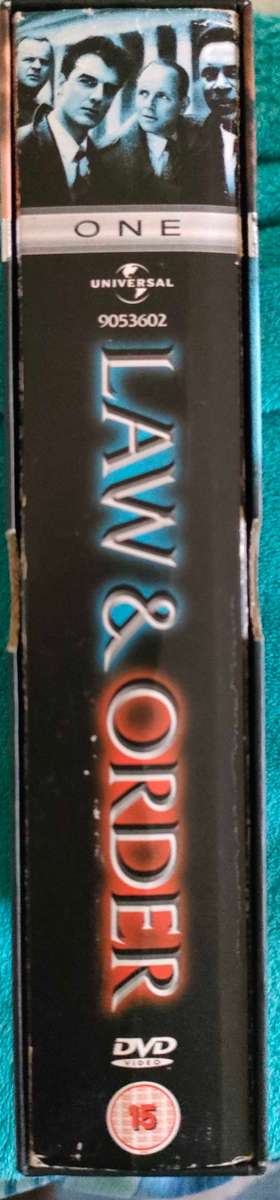 ONE
UNIVERSAL
9053602
LAW & ORDER
DVD
VIDEO
15